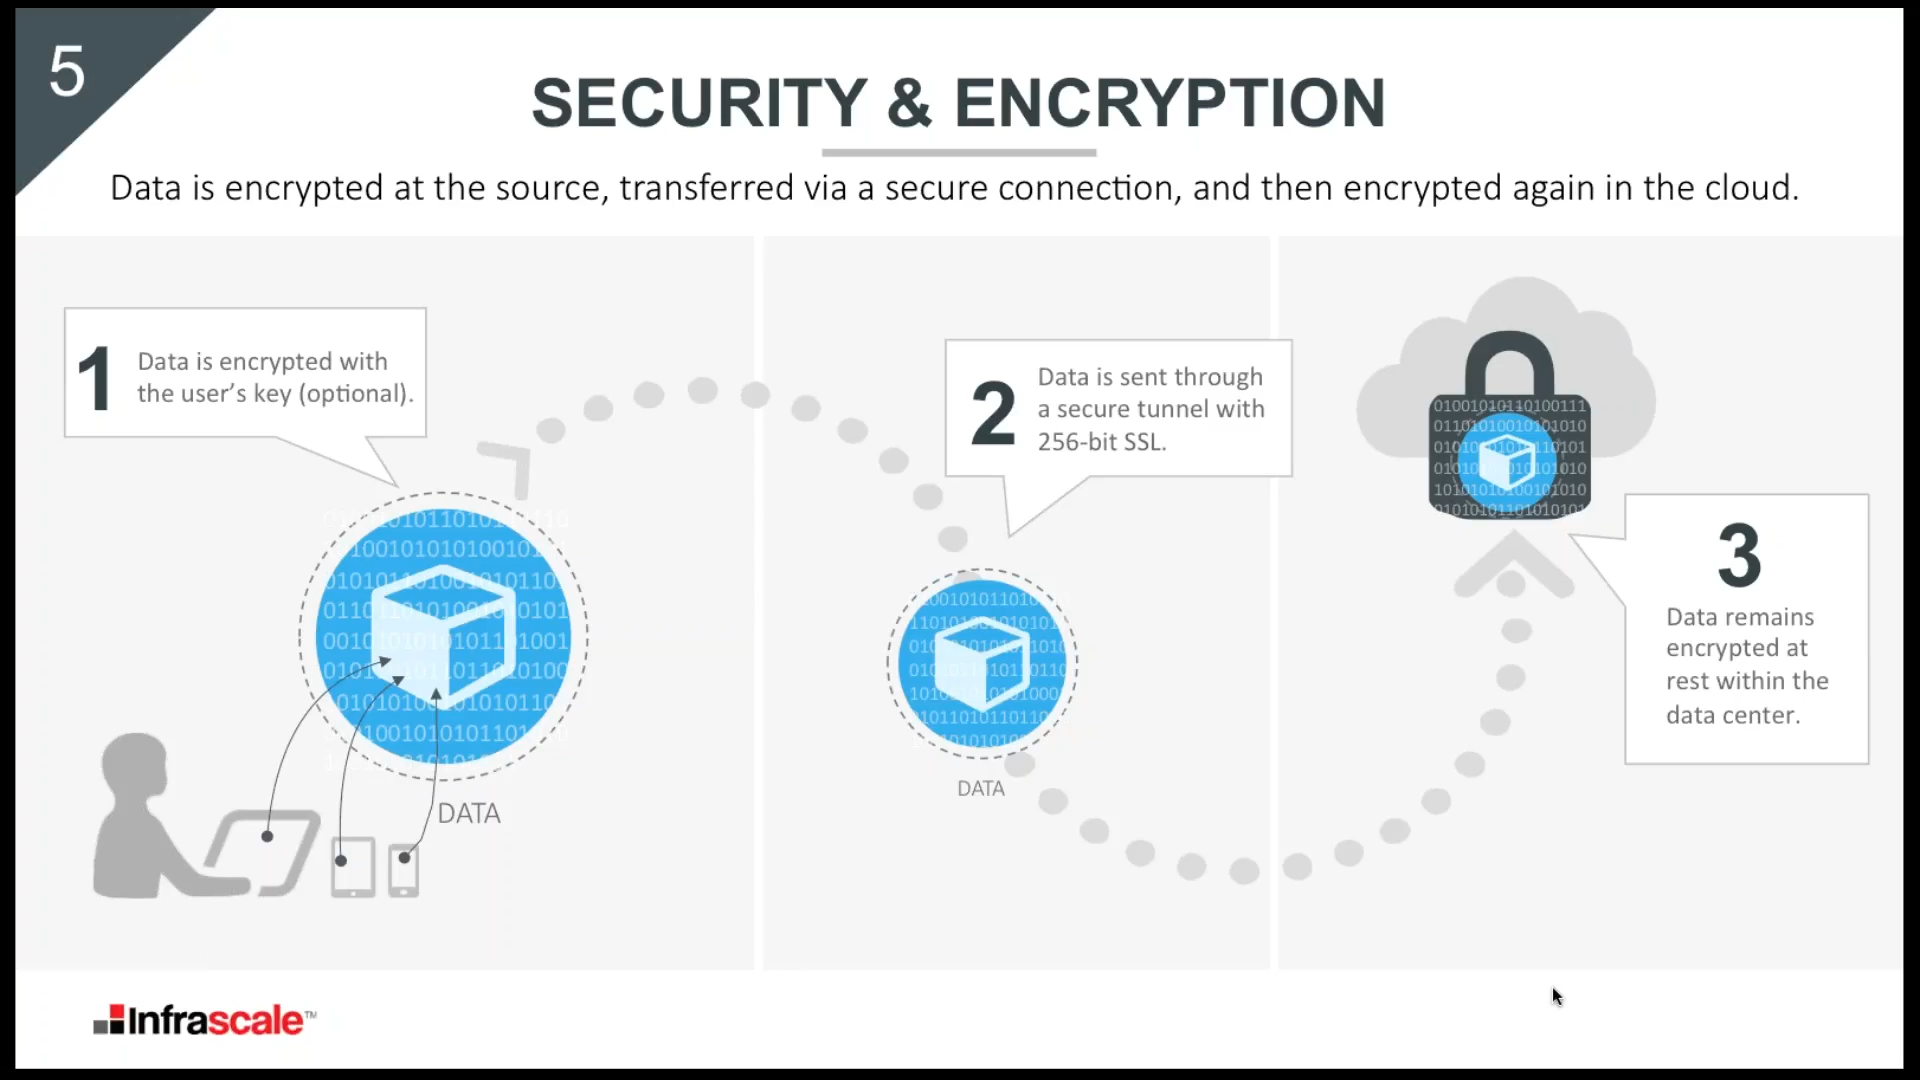 5
SECURITY & ENCRYPTION
Data is encrypted at the source, transferred via a secure connection, and then encrypted again in the cloud.
1
Data is encrypted with
the user's key (optional).
DATA
2
Data is sent through
a secure tunnel with
256-bit SSL.
DATA
01001010110100111
3
Data remains
encrypted at
rest within the
data center.
Infrascale™